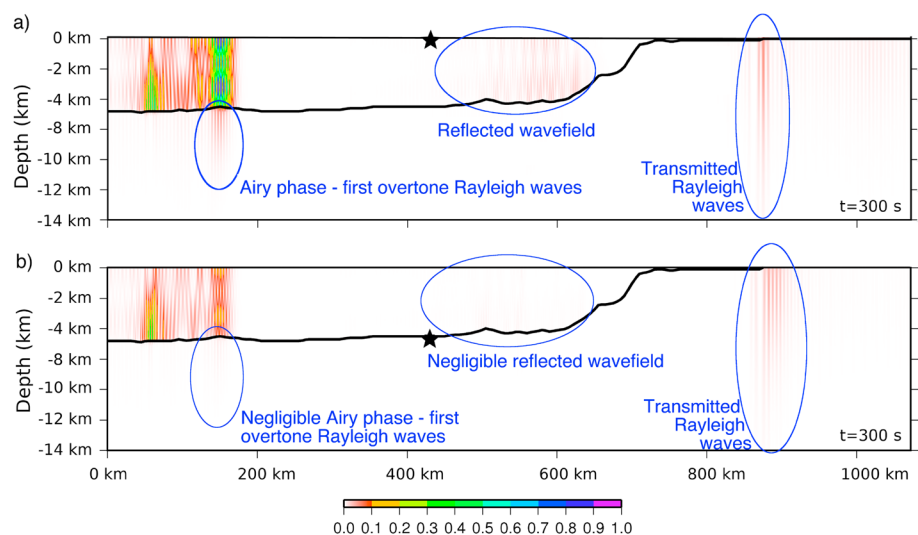 a)
0 km
-2 km
-4 km
-8 km
-10 km
-12 km
-14 km
Depth (km)
Reflected wavefield
Airy phase - first overtone Rayleigh waves
Transmitted
Rayleigh
waves
t=300 s
b)
0 km
-2 km
-4 km
-8 km
-10 km
-12 km
-14 km
Depth (km)
Negligible reflected wavefield
Negligible Airy phase - first
overtone Rayleigh waves
Transmitted
Rayleigh
waves
t=300 s
0 km 200 km 400 km 600 km 800 km 1000 km
0.0 0.1 0.2 0.3 0.4 0.5 0.6 0.7 0.8 0.9 1.0